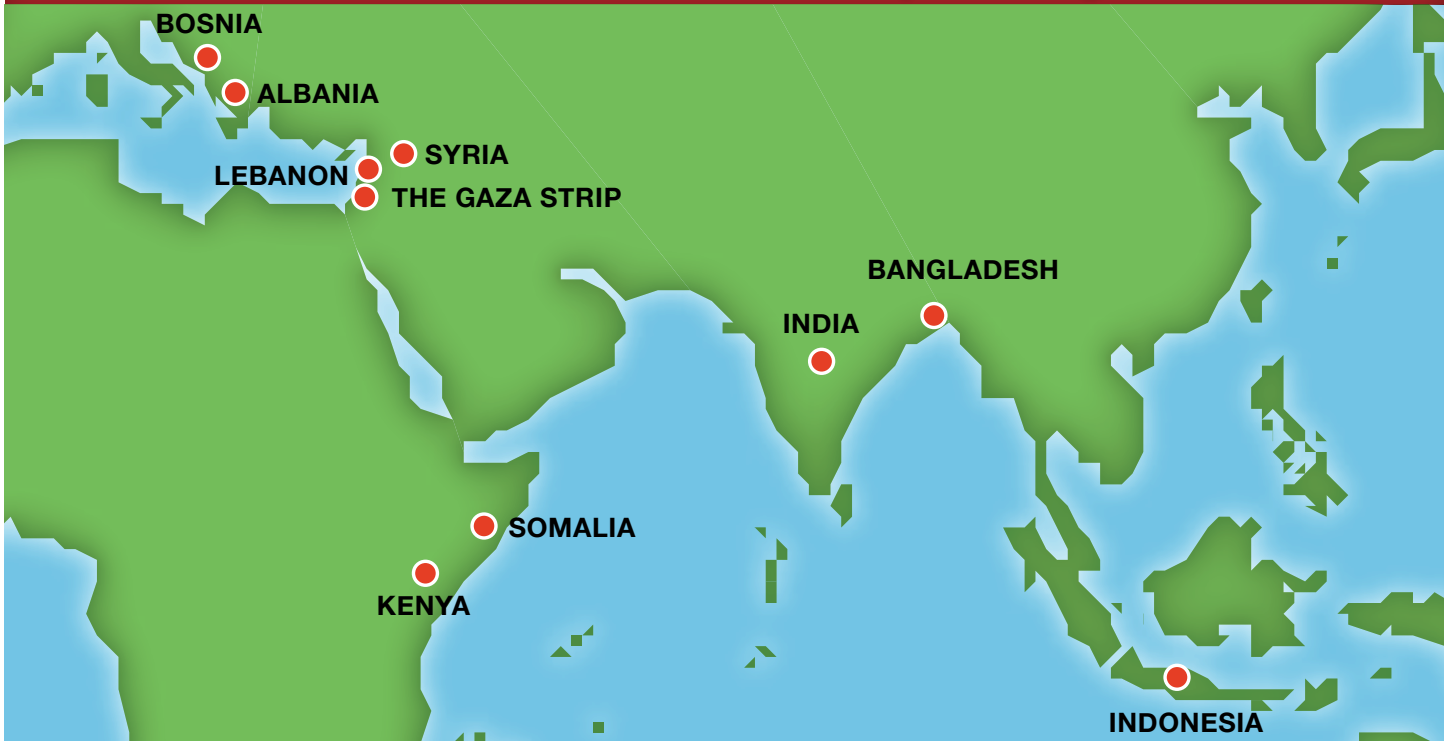 BOSNIA
ALBANIA
SYRIA
LEBANON
THE GAZA STRIP
BANGLADESH
INDIA
SOMALIA
KENYA
INDONESIA